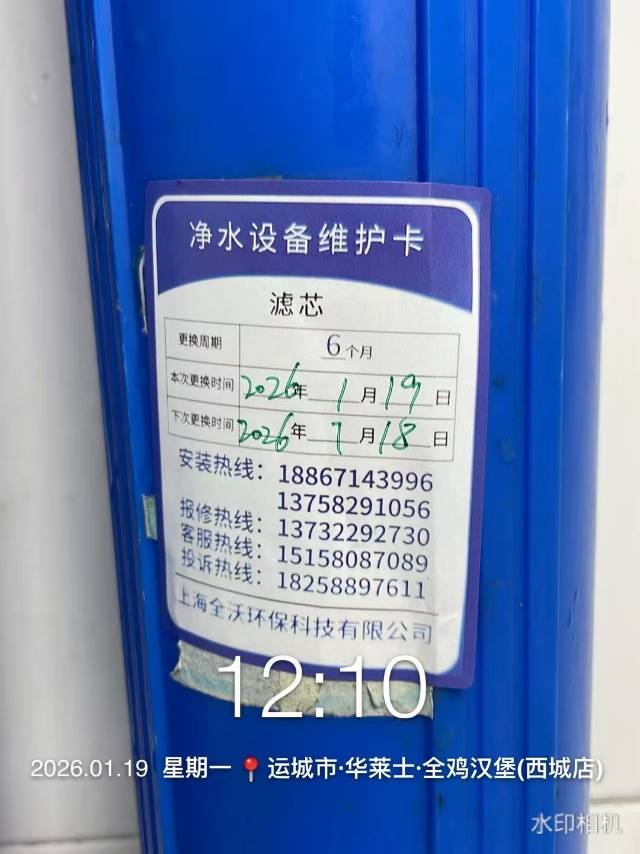 净水设备维护卡
滤芯
更换周期 6个月
本次更换时间 2026年1月19日
下次更换时间 2026年7月18日
安装热线：18867143996
13758291056
报修热线：13732292730
客服热线：15158087089
投诉热线：18258897611
上海全沃环保科技有限公司
12:10
2026.01.19 星期一 运城市·华莱士·全鸡汉堡(西城店)
水印相机